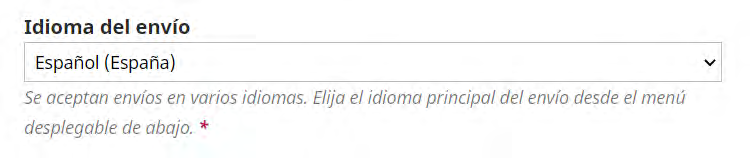 Idioma del envío
Español (España)
Se aceptan envíos en varios idiomas. Elija el idioma principal del envío desde el menú
desplegable de abajo. *